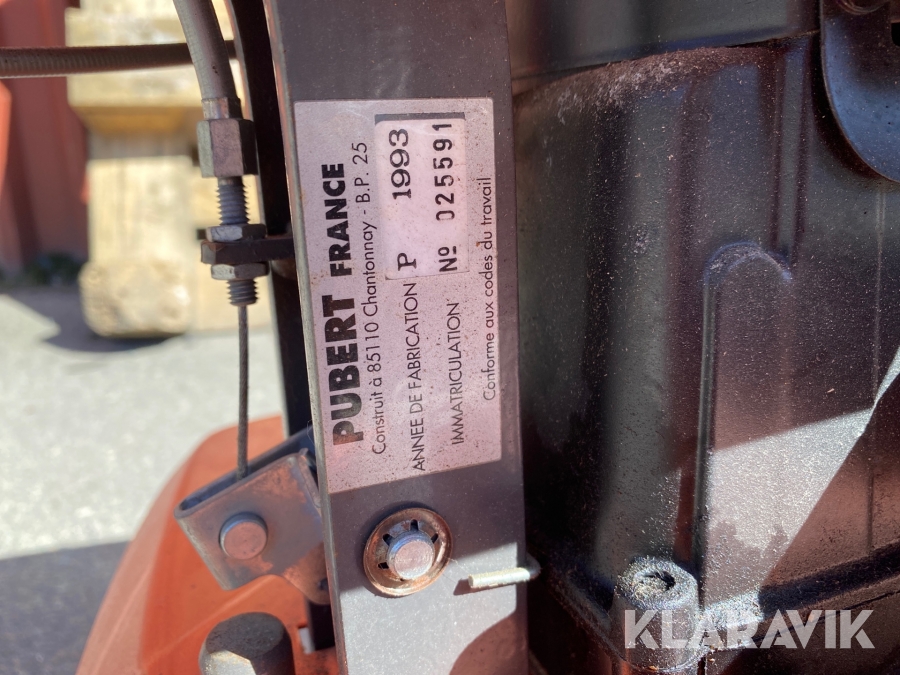 PUBERT FRANCE
Construit à 85110 Chantonnay - B.P. 25
ANNEE DE FABRICATION P 1993
IMMATRICULATION Nº 025591
Conforme aux codes du travail
KLARAVIK